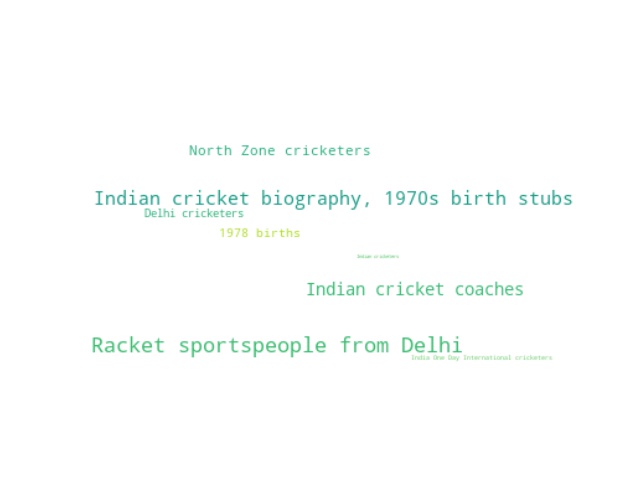 North Zone cricketers
Indian cricket biography, 1970s birth stubs
Delhi cricketers
1978 births
Indian cricketers
Indian cricket coaches
Racket sportspeople from Delhi
India One Day International cricketers